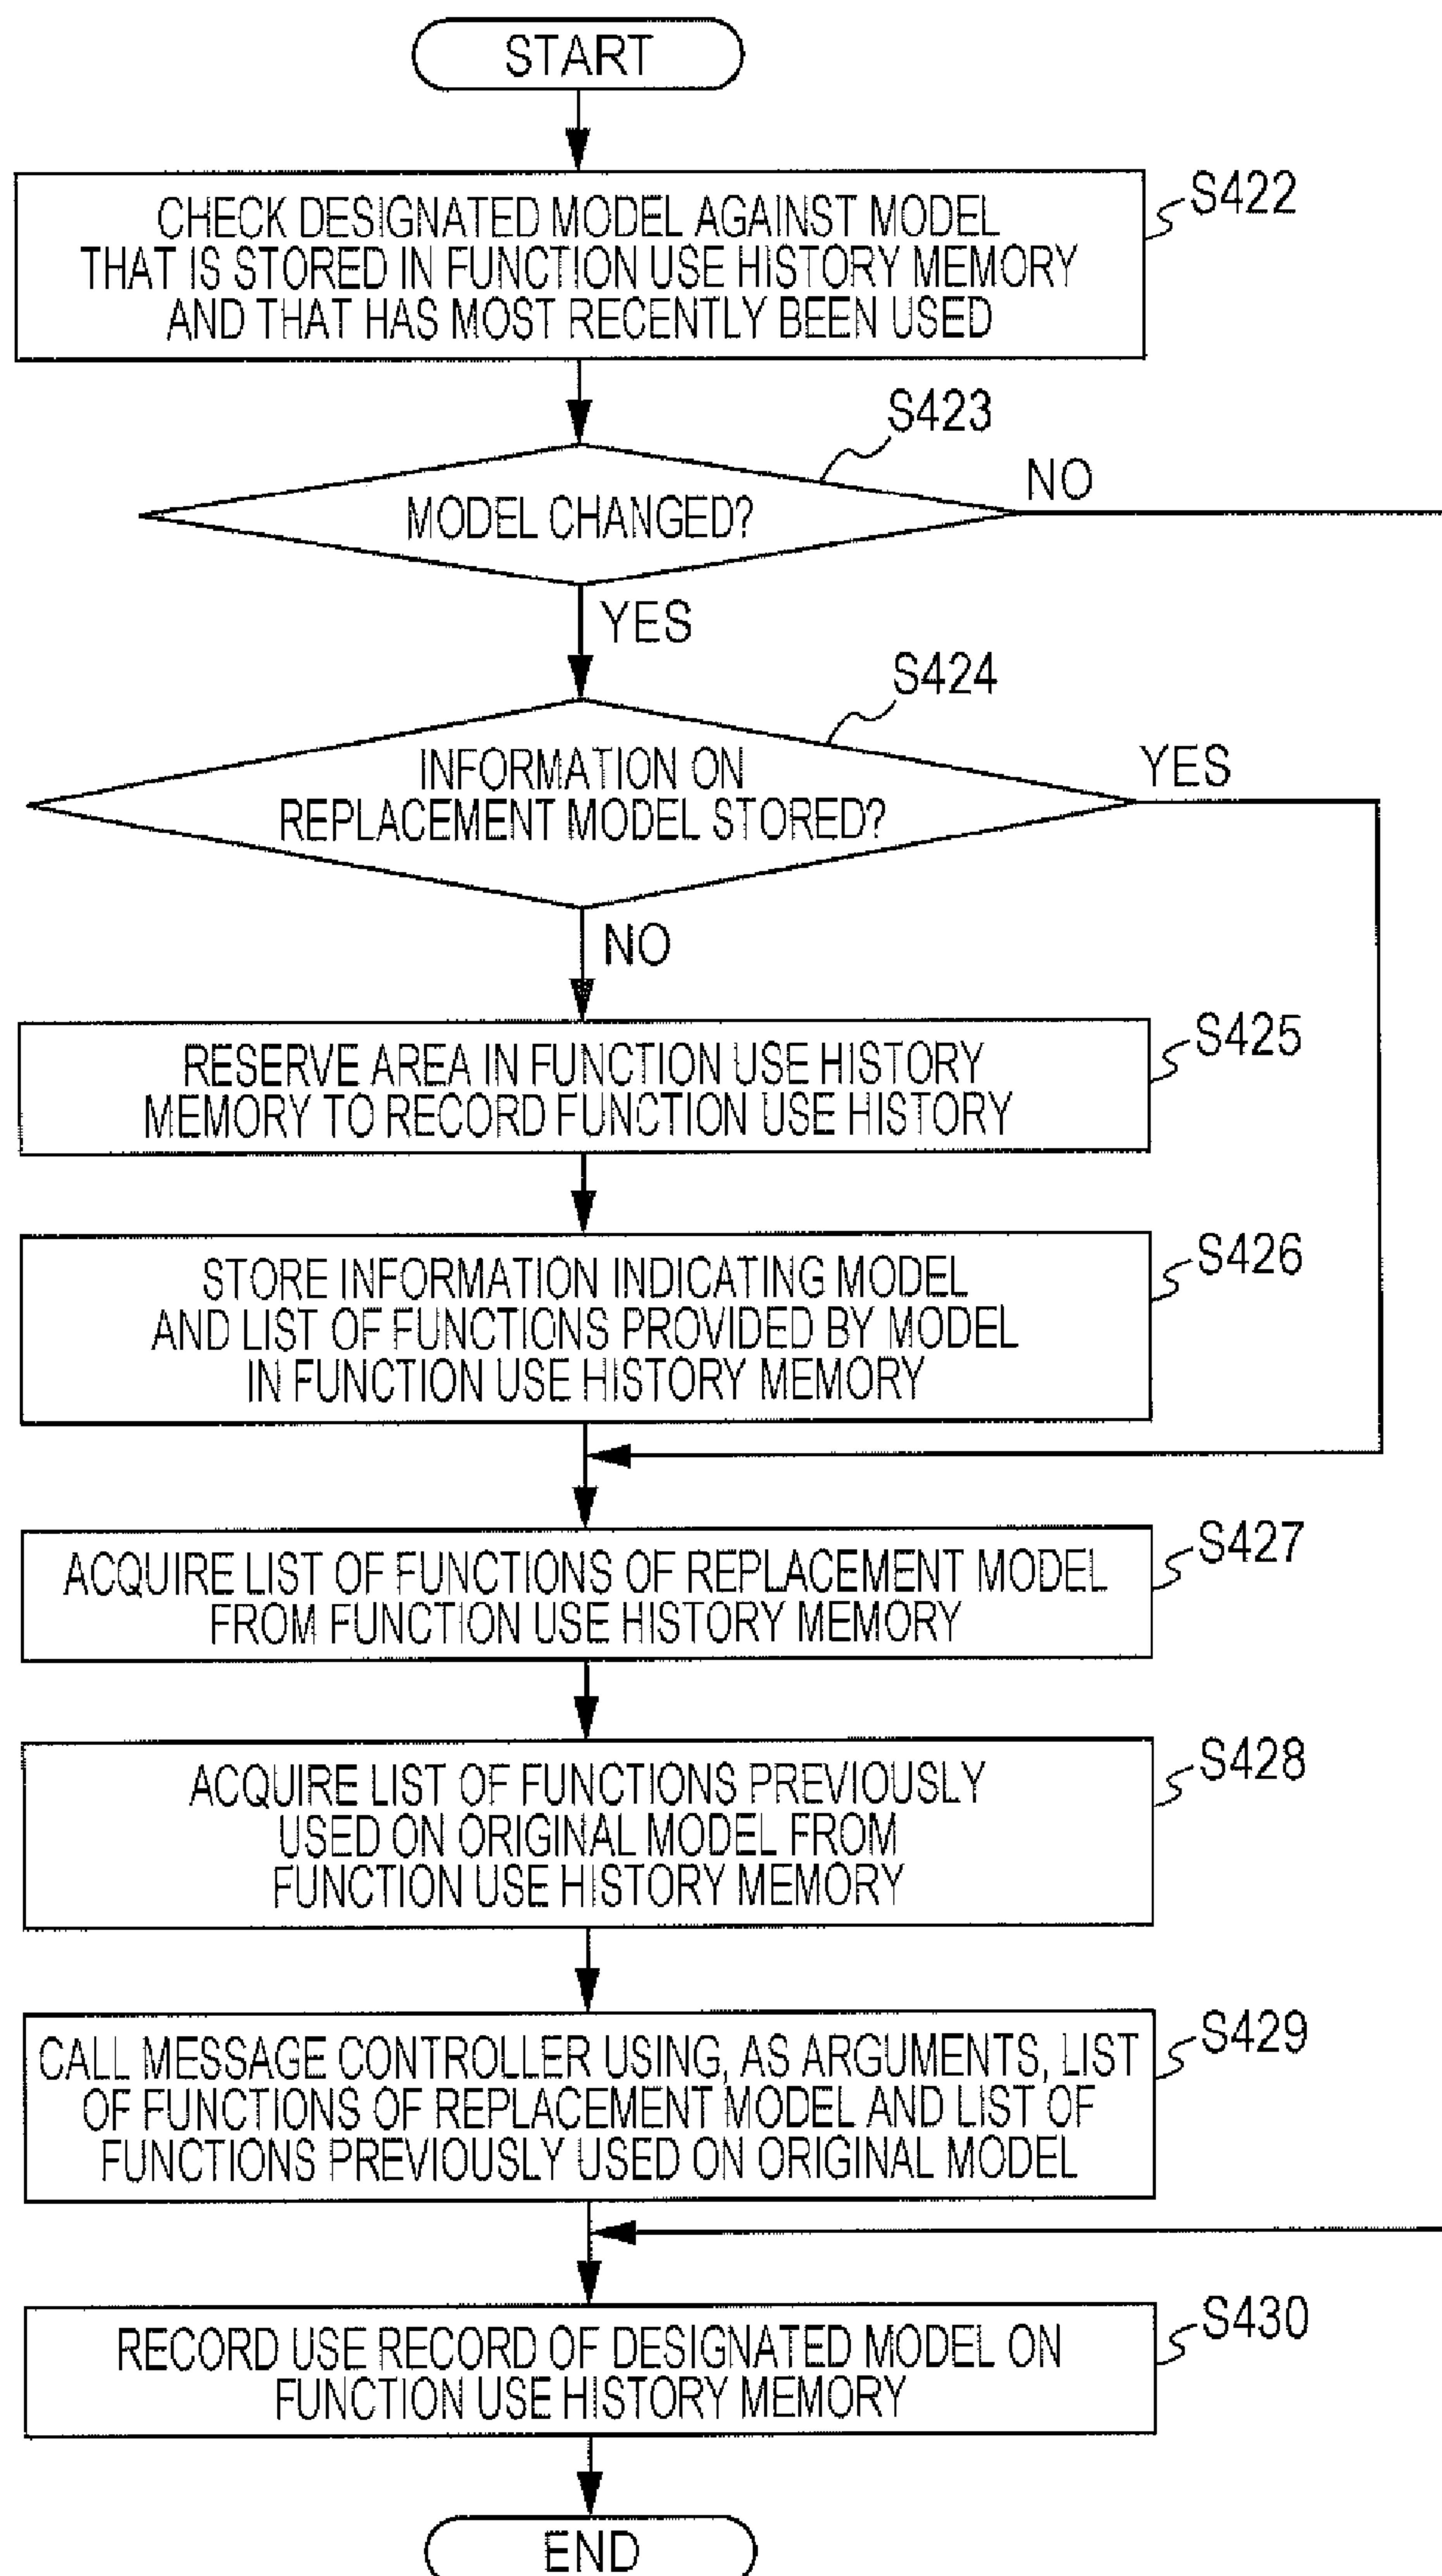 START
S422
CHECK DESIGNATED MODEL AGAINST MODEL
THAT IS STORED IN FUNCTION USE HISTORY MEMORY
AND THAT HAS MOST RECENTLY BEEN USED
S423
NO
MODEL CHANGED?
YES
S424
YES
INFORMATION ON
REPLACEMENT MODEL STORED?
NO
S425
RESERVE AREA IN FUNCTION USE HISTORY
MEMORY TO RECORD FUNCTION USE HISTORY
S426
STORE INFORMATION INDICATING MODEL
AND LIST OF FUNCTIONS PROVIDED BY MODEL
IN FUNCTION USE HISTORY MEMORY
S427
ACQUIRE LIST OF FUNCTIONS OF REPLACEMENT MODEL
FROM FUNCTION USE HISTORY MEMORY
S428
ACQUIRE LIST OF FUNCTIONS PREVIOUSLY
USED ON ORIGINAL MODEL FROM
FUNCTION USE HISTORY MEMORY
S429
CALL MESSAGE CONTROLLER USING, AS ARGUMENTS, LIST
OF FUNCTIONS OF REPLACEMENT MODEL AND LIST OF
FUNCTIONS PREVIOUSLY USED ON ORIGINAL MODEL
S430
RECORD USE RECORD OF DESIGNATED MODEL ON
FUNCTION USE HISTORY MEMORY
END